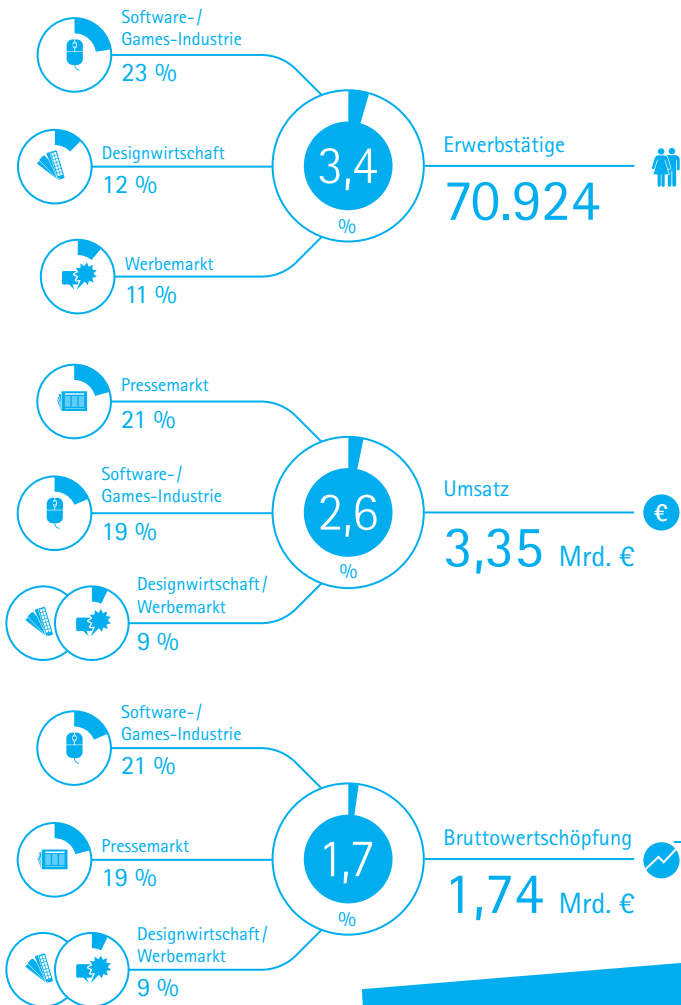 Software-/
Games-Industrie
23 %
Designwirtschaft
12 %
Werbemarkt
11 %
3,4
%
Erwerbstätige
70.924
Pressemarkt
21 %
Software-/
Games-Industrie
19 %
Designwirtschaft/
Werbemarkt
9 %
2,6
%
Umsatz
3,35 Mrd. €
€
Software-/
Games-Industrie
21 %
Pressemarkt
19 %
Designwirtschaft/
Werbemarkt
9 %
1,7
%
Bruttowertschöpfung
1,74 Mrd. €